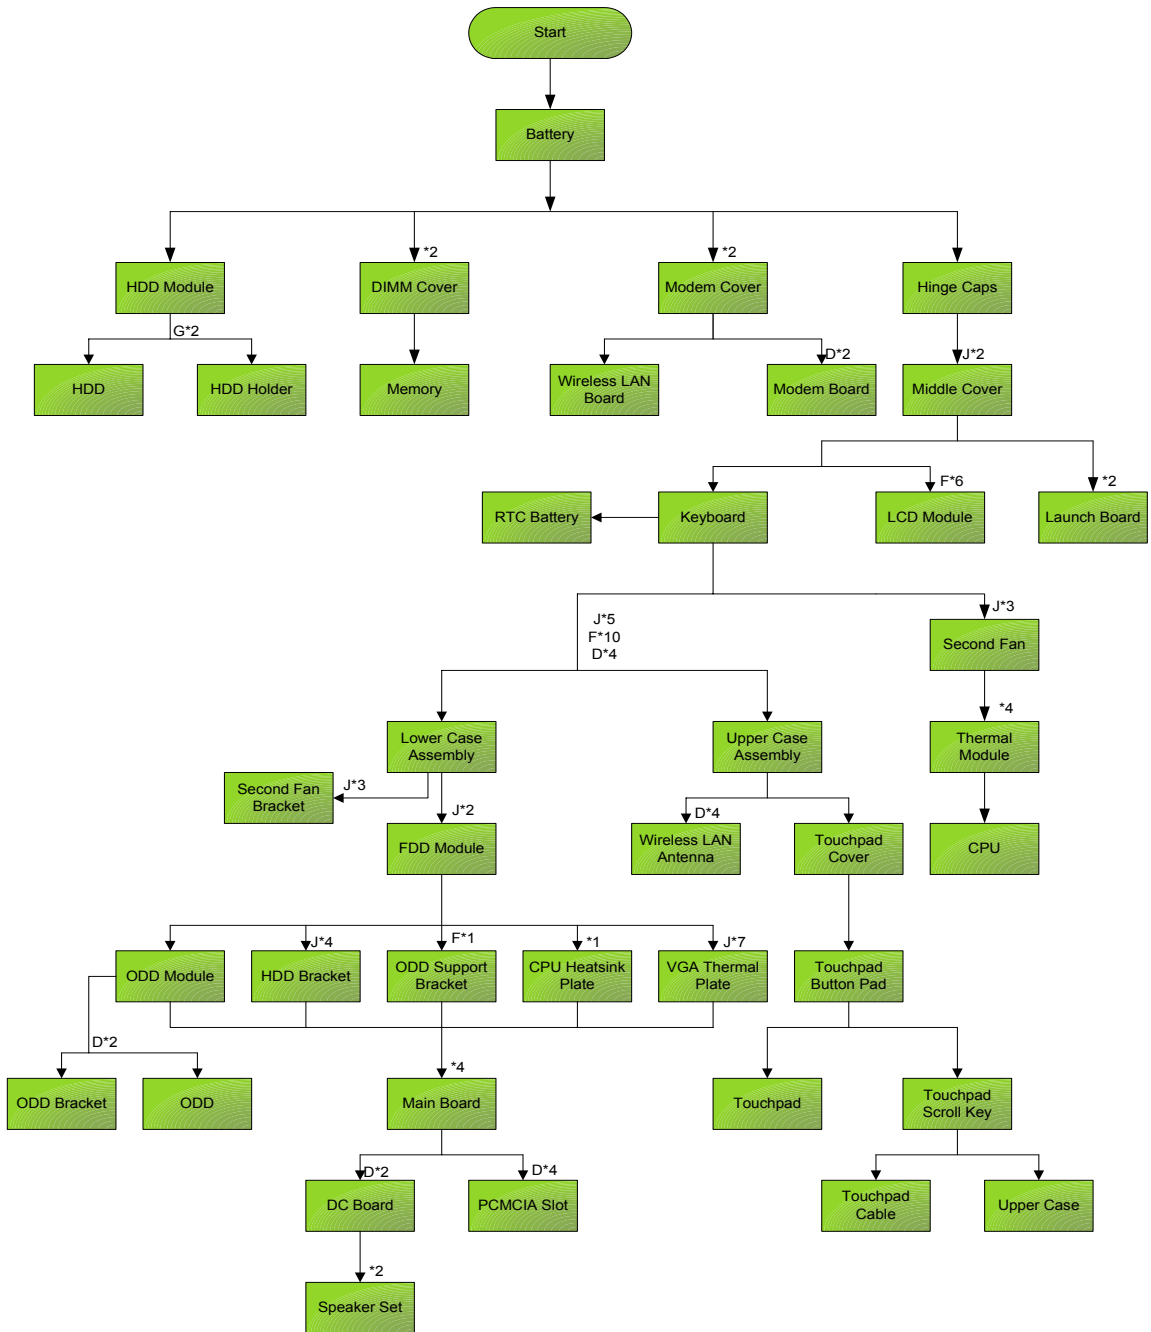 Start
Battery
*2
*2
HDD Module
DIMM Cover
Modem Cover
Hinge Caps
G*2
D*2
J*2
HDD
HDD Holder
Memory
Wireless LAN
Board
Modem Board
Middle Cover
F*6
*2
RTC Battery
Keyboard
LCD Module
Launch Board
J*5
F*10
D*4
J*3
Second Fan
*4
Lower Case
Assembly
Upper Case
Assembly
Thermal
Module
Second Fan
Bracket
J*3
J*2
D*4
FDD Module
Wireless LAN
Antenna
Touchpad
Cover
CPU
J*4
F*1
*1
J*7
ODD Module
HDD Bracket
ODD Support
Bracket
CPU Heatsink
Plate
VGA Thermal
Plate
Touchpad
Button Pad
D*2
*4
ODD Bracket
ODD
Main Board
Touchpad
Touchpad
Scroll Key
D*2
D*4
DC Board
PCMCIA Slot
Touchpad
Cable
Upper Case
*2
Speaker Set